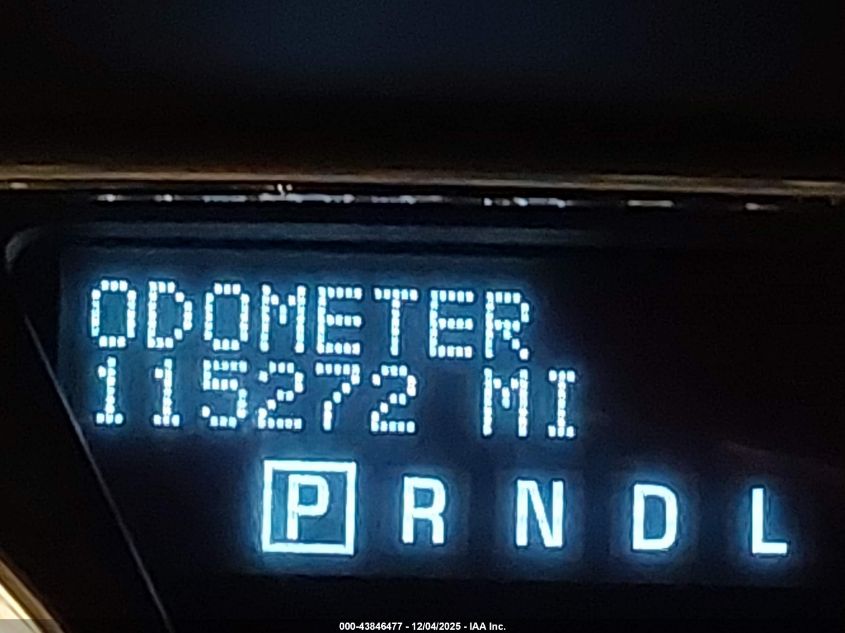 ODOMETER
115272 MI
P R N D L
000-43846477 - 12/04/2025 - IAA Inc.